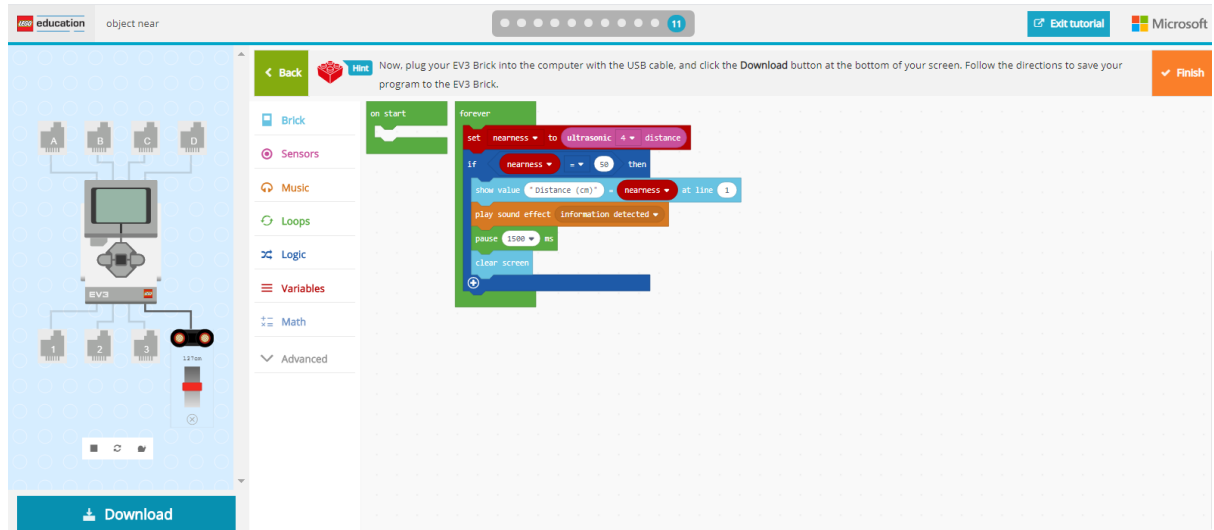 LEGO education object near
11
Exit tutorial
Microsoft
Back
Hint
Now, plug your EV3 Brick into the computer with the USB cable, and click the Download button at the bottom of your screen. Follow the directions to save your
program to the EV3 Brick.
Finish
A B C D
EV3
1 2 3
117cm
Download
Brick
Sensors
Music
Loops
Logic
Variables
Math
Advanced
on start
forever
set nearness to ultrasonic 4 distance
if nearness = 50 then
show value "Distance (cm)" = nearness at line 1
play sound effect information detected
pause 1500 ms
clear screen